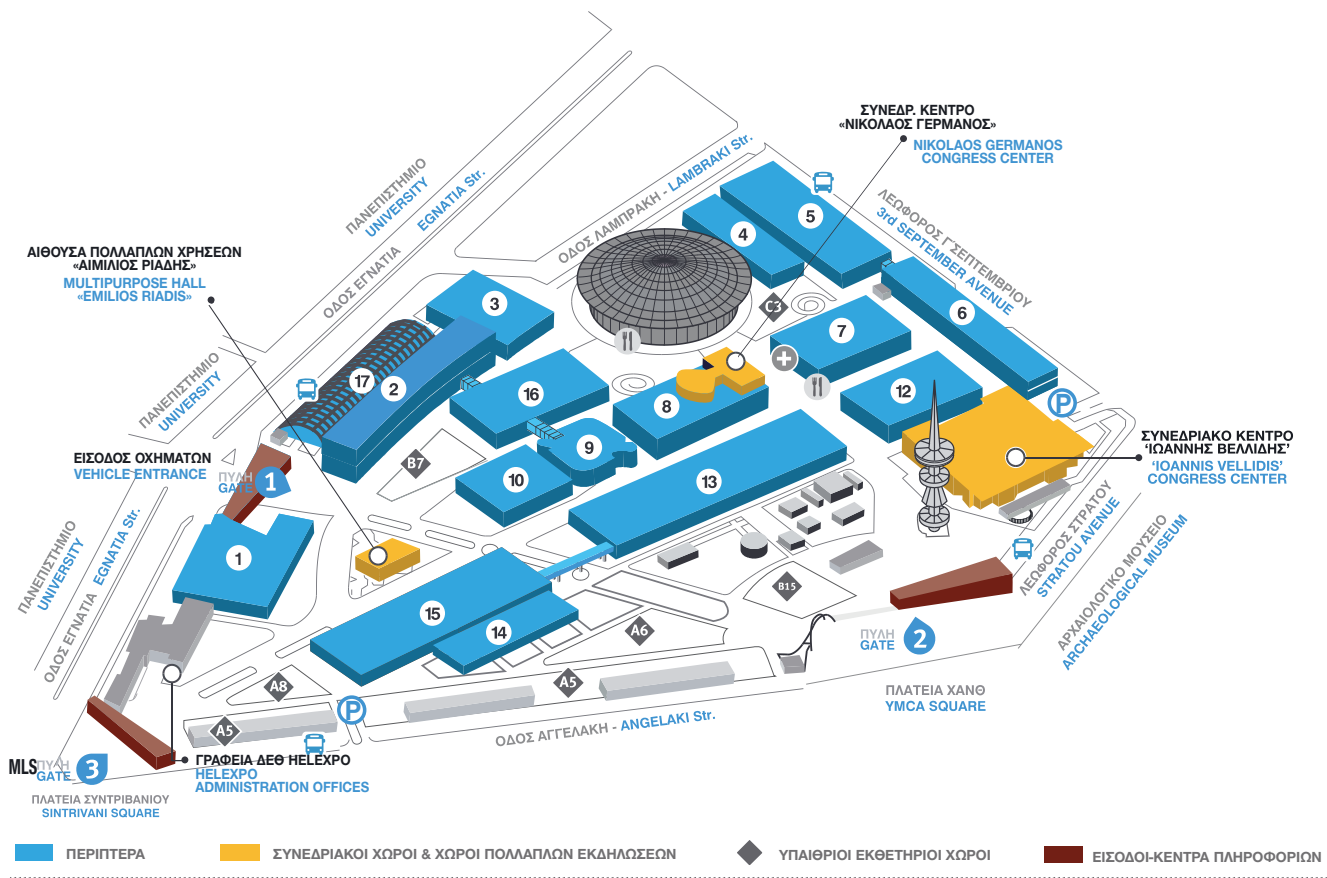 ΣΥΝΕΔΡ. ΚΕΝΤΡΟ
«ΝΙΚΟΛΑΟΣ ΓΕΡΜΑΝΟΣ»
NIKOLAOS GERMANOS
CONGRESS CENTER
ΠΑΝΕΠΙΣΤΗΜΙΟ
UNIVERSITY
ΟΔΟΣ ΕΓΝΑΤΙΑ
EGNATIA Str.
ΟΔΟΣ ΛΑΜΠΡΑΚΗ - LAMBRAKI Str.
ΛΕΩΦΟΡΟΣ Γ'ΣΕΠΤΕΜΒΡΙΟΥ
3rd SEPTEMBER AVENUE
ΑΙΘΟΥΣΑ ΠΟΛΛΑΠΛΩΝ ΧΡΗΣΕΩΝ
«ΑΙΜΙΛΙΟΣ ΡΙΑΔΗΣ»
MULTIPURPOSE HALL
«EMILIOS RIADIS»
5
4
3
C3
6
7
17
2
16
12
8
9
10
13
B7
P
ΠΑΝΕΠΙΣΤΗΜΙΟ
UNIVERSITY
ΕΙΣΟΔΟΣ ΟΧΗΜΑΤΩΝ
VEHICLE ENTRANCE
ΠΥΛΗ
GATE
1
ΣΥΝΕΔΡΙΑΚΟ ΚΕΝΤΡΟ
'ΙΩΑΝΝΗΣ ΒΕΛΛΙΔΗΣ'
'IOANNIS VELLIDIS'
CONGRESS CENTER
ΠΑΝΕΠΙΣΤΗΜΙΟ
UNIVERSITY
ΟΔΟΣ ΕΓΝΑΤΙΑ
EGNATIA Str.
1
15
14
B15
A6
A8
A5
A5
P
ΛΕΩΦΟΡΟΣ ΣΤΡΑΤΟΥ
STRATOU AVENUE
ΑΡΧΑΙΟΛΟΓΙΚΟ ΜΟΥΣΕΙΟ
ARCHAEOLOGICAL MUSEUM
ΠΥΛΗ
GATE
2
ΠΛΑΤΕΙΑ ΧΑΝΘ
YMCA SQUARE
ΟΔΟΣ ΑΓΓΕΛΑΚΗ - ANGELAKI Str.
ΓΡΑΦΕΙΑ ΔΕΘ HELEXPO
HELEXPO
ADMINISTRATION OFFICES
MLS
ΠΥΛΗ
GATE
3
ΠΛΑΤΕΙΑ ΣΥΝΤΡΙΒΑΝΙΟΥ
SINTRIVANI SQUARE
ΠΕΡΙΠΤΕΡΑ
ΣΥΝΕΔΡΙΑΚΟΙ ΧΩΡΟΙ & ΧΩΡΟΙ ΠΟΛΛΑΠΛΩΝ ΕΚΔΗΛΩΣΕΩΝ
ΥΠΑΙΘΡΙΟΙ ΕΚΘΕΤΗΡΙΟΙ ΧΩΡΟΙ
ΕΙΣΟΔΟΙ-ΚΕΝΤΡΑ ΠΛΗΡΟΦΟΡΙΩΝ